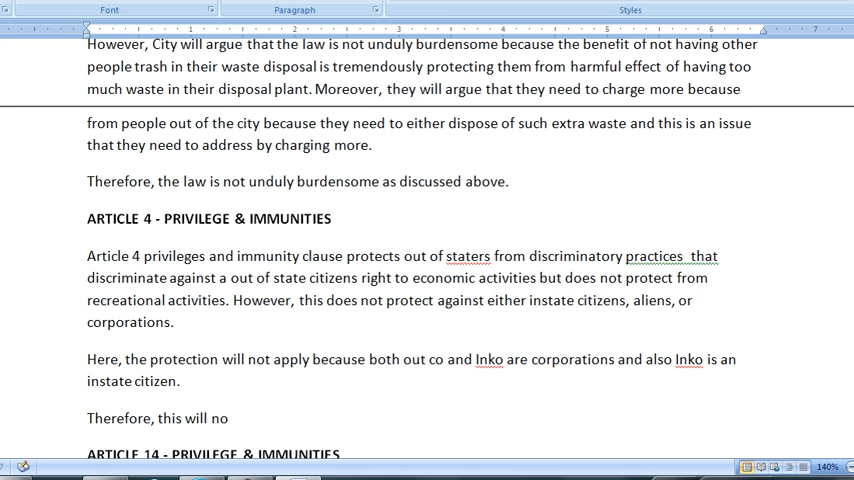 Font Paragraph Styles
1 2 3 4 5 6 7
However, City will argue that the law is not unduly burdensome because the benefit of not having other
people trash in their waste disposal is tremendously protecting them from harmful effect of having too
much waste in their disposal plant. Moreover, they will argue that they need to charge more because
from people out of the city because they need to either dispose of such extra waste and this is an issue
that they need to address by charging more.
Therefore, the law is not unduly burdensome as discussed above.
ARTICLE 4 - PRIVILEGE & IMMUNITIES
Article 4 privileges and immunity clause protects out of staters from discriminatory practices  that
discriminate against a out of state citizens right to economic activities but does not protect from
recreational activities. However, this does not protect against either instate citizens, aliens, or
corporations.
Here, the protection will not apply because both out co and Inko are corporations and also Inko is an
instate citizen.
Therefore, this will no
ARTICLE 14 - PRIVILEGE & IMMUNITIES
140%